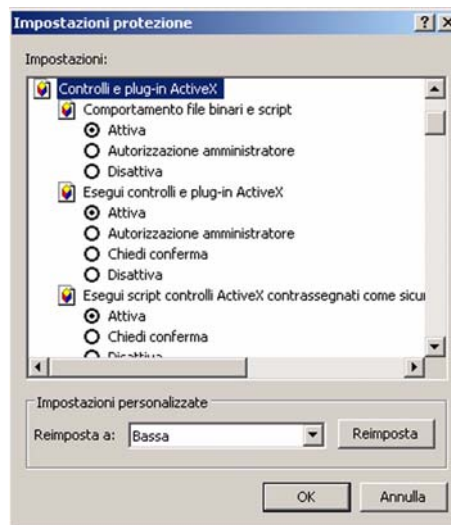 Impostazioni protezione
Impostazioni:
Controlli e plug-in ActiveX
Comportamento file binari e script
Attiva
Autorizzazione amministratore
Disattiva
Esegui controlli e plug-in ActiveX
Attiva
Autorizzazione amministratore
Chiedi conferma
Disattiva
Esegui script controlli ActiveX contrassegnati come sicur
Attiva
Chiedi conferma
Disattiva
Impostazioni personalizzate
Reimposta a: Bassa Reimposta
OK Annulla